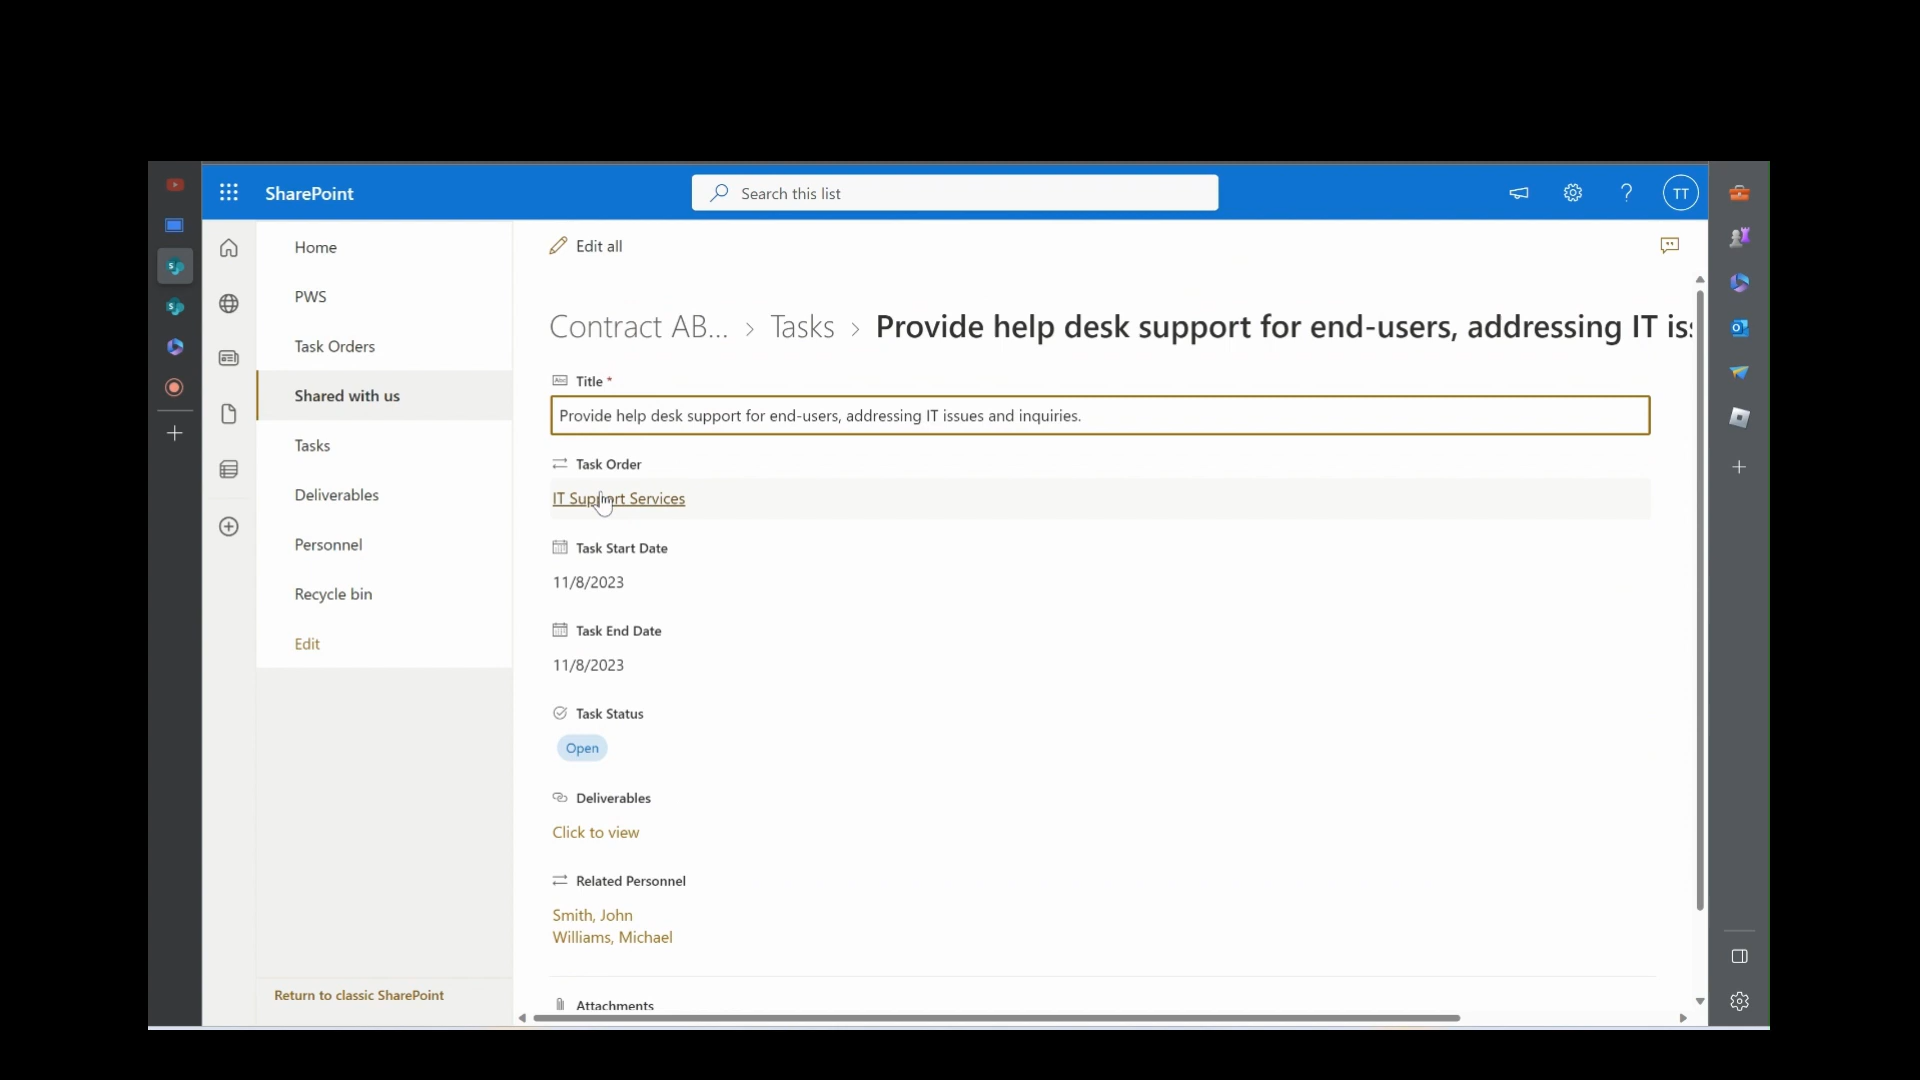 SharePoint
Search this list
TT
Home
PWS
Task Orders
Shared with us
Tasks
Deliverables
Personnel
Recycle bin
Edit
Return to classic SharePoint
Edit all
Contract AB... > Tasks > Provide help desk support for end-users, addressing IT iss
Title *
Provide help desk support for end-users, addressing IT issues and inquiries.
Task Order
IT Support Services
Task Start Date
11/8/2023
Task End Date
11/8/2023
Task Status
Open
Deliverables
Click to view
Related Personnel
Smith, John
Williams, Michael
Attachments